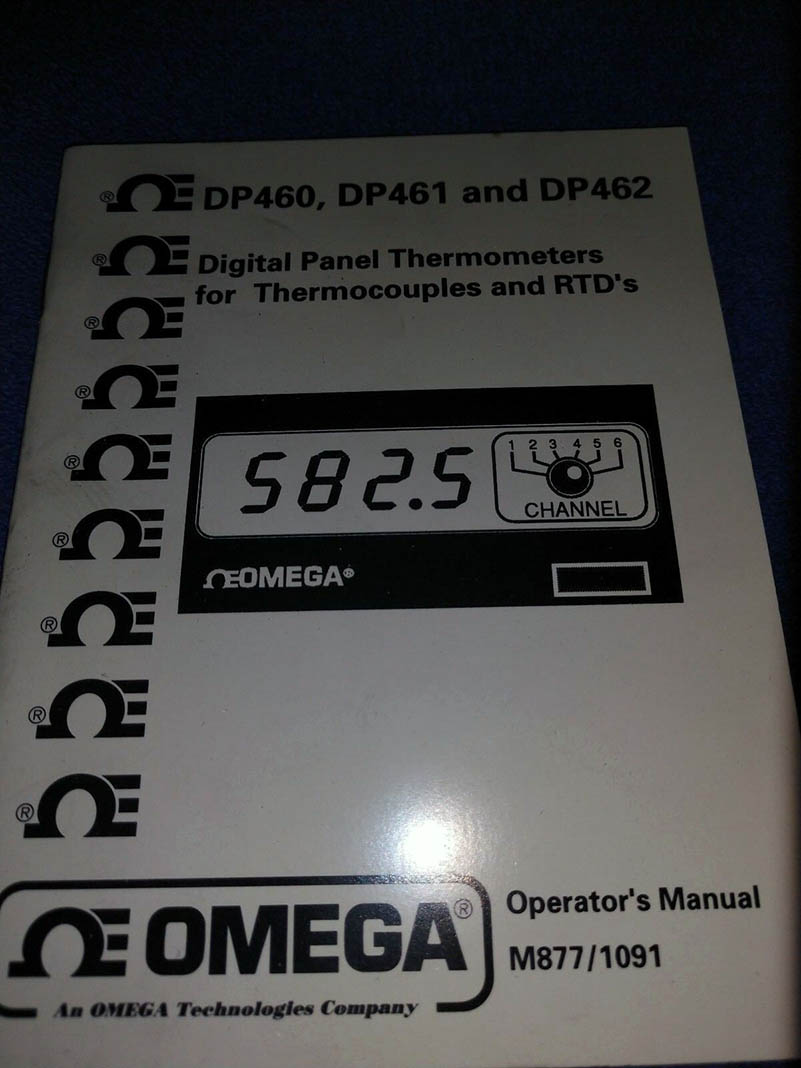 ® DP460, DP461 and DP462
® Digital Panel Thermometers
for Thermocouples and RTD's
®
®
®
®
®
®
®
582.5
1 2 3 4 5 6
CHANNEL
OMEGA®
OMEGA®
An OMEGA Technologies Company
Operator's Manual
M877/1091